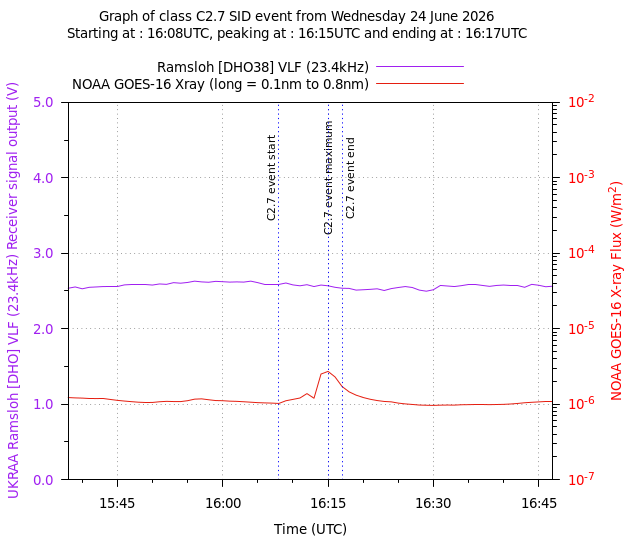 Graph of class C2.7 SID event from Wednesday 24 June 2026
Starting at : 16:08UTC, peaking at : 16:15UTC and ending at : 16:17UTC
Ramsloh [DHO38] VLF (23.4kHz)
NOAA GOES-16 Xray (long = 0.1nm to 0.8nm)
UKRAA Ramsloh [DHO] VLF (23.4kHz) Receiver signal output (V)
5.0
4.0
3.0
2.0
1.0
0.0
C2.7 event start
C2.7 event maximum
C2.7 event end
10-2
10-3
10-4
10-5
10-6
10-7
NOAA GOES-16 X-ray Flux (W/m2)
15:45 16:00 16:15 16:30 16:45
Time (UTC)